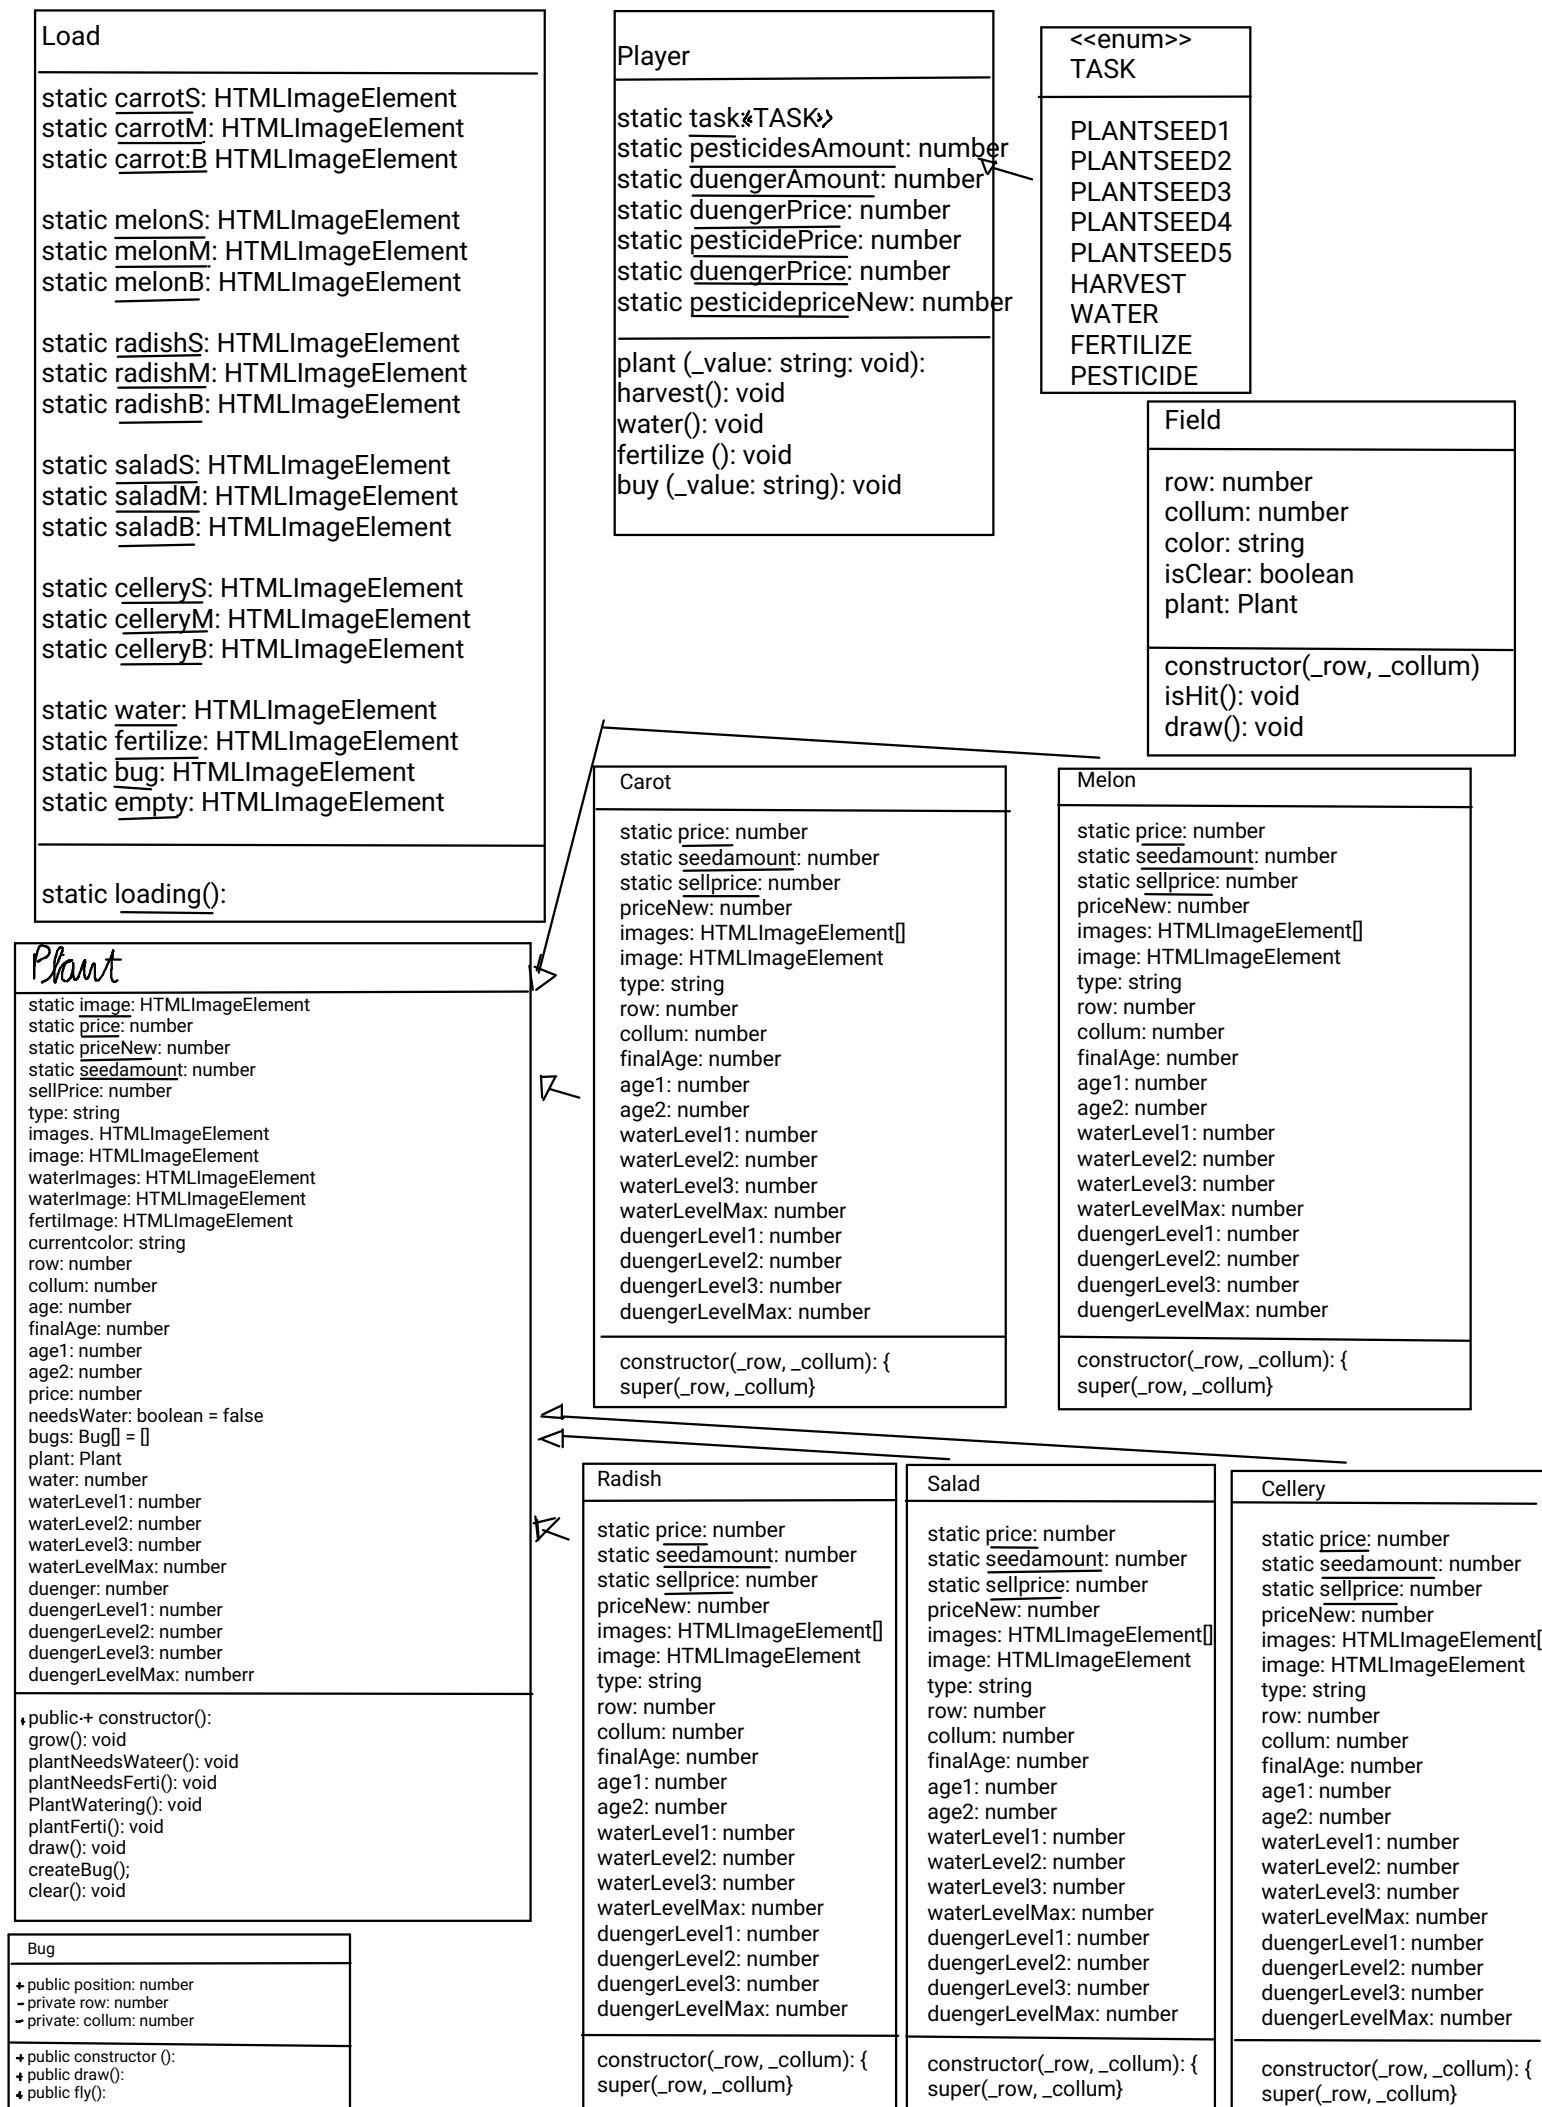 Load
static carrotS: HTMLImageElement
static carrotM: HTMLImageElement
static carrot:B HTMLImageElement
static melonS: HTMLImageElement
static melonM: HTMLImageElement
static melonB: HTMLImageElement
static radishS: HTMLImageElement
static radishM: HTMLImageElement
static radishB: HTMLImageElement
static saladS: HTMLImageElement
static saladM: HTMLImageElement
static saladB: HTMLImageElement
static celleryS: HTMLImageElement
static celleryM: HTMLImageElement
static celleryB: HTMLImageElement
static water: HTMLImageElement
static fertilize: HTMLImageElement
static bug: HTMLImageElement
static empty: HTMLImageElement
static loading():
Player
static task:«TASK»
static pesticidesAmount: number
static duengerAmount: number
static duengerPrice: number
static pesticidePrice: number
static duengerPrice: number
static pesticidepriceNew: number
plant (_value: string: void):
harvest(): void
water(): void
fertilize (): void
buy (_value: string): void
<<enum>>
TASK
PLANTSEED1
PLANTSEED2
PLANTSEED3
PLANTSEED4
PLANTSEED5
HARVEST
WATER
FERTILIZE
PESTICIDE
Field
row: number
collum: number
color: string
isClear: boolean
plant: Plant
constructor(_row, _collum)
isHit(): void
draw(): void
Plant
static image: HTMLImageElement
static price: number
static priceNew: number
static seedamount: number
sellPrice: number
type: string
images. HTMLImageElement
image: HTMLImageElement
waterImages: HTMLImageElement
waterImage: HTMLImageElement
fertiImage: HTMLImageElement
currentcolor: string
row: number
collum: number
age: number
finalAge: number
age1: number
age2: number
price: number
needsWater: boolean = false
bugs: Bug[] = []
plant: Plant
water: number
waterLevel1: number
waterLevel2: number
waterLevel3: number
waterLevelMax: number
duenger: number
duengerLevel1: number
duengerLevel2: number
duengerLevel3: number
duengerLevelMax: numberr
public + constructor():
grow(): void
plantNeedsWateer(): void
plantNeedsFerti(): void
PlantWatering(): void
plantFerti(): void
draw(): void
createBug();
clear(): void
Carot
static price: number
static seedamount: number
static sellprice: number
priceNew: number
images: HTMLImageElement[]
image: HTMLImageElement
type: string
row: number
collum: number
finalAge: number
age1: number
age2: number
waterLevel1: number
waterLevel2: number
waterLevel3: number
waterLevelMax: number
duengerLevel1: number
duengerLevel2: number
duengerLevel3: number
duengerLevelMax: number
constructor(_row, _collum): {
super(_row, _collum}
Melon
static price: number
static seedamount: number
static sellprice: number
priceNew: number
images: HTMLImageElement[]
image: HTMLImageElement
type: string
row: number
collum: number
finalAge: number
age1: number
age2: number
waterLevel1: number
waterLevel2: number
waterLevel3: number
waterLevelMax: number
duengerLevel1: number
duengerLevel2: number
duengerLevel3: number
duengerLevelMax: number
constructor(_row, _collum): {
super(_row, _collum}
Radish
static price: number
static seedamount: number
static sellprice: number
priceNew: number
images: HTMLImageElement[]
image: HTMLImageElement
type: string
row: number
collum: number
finalAge: number
age1: number
age2: number
waterLevel1: number
waterLevel2: number
waterLevel3: number
waterLevelMax: number
duengerLevel1: number
duengerLevel2: number
duengerLevel3: number
duengerLevelMax: number
constructor(_row, _collum): {
super(_row, _collum}
Salad
static price: number
static seedamount: number
static sellprice: number
priceNew: number
images: HTMLImageElement[]
image: HTMLImageElement
type: string
row: number
collum: number
finalAge: number
age1: number
age2: number
waterLevel1: number
waterLevel2: number
waterLevel3: number
waterLevelMax: number
duengerLevel1: number
duengerLevel2: number
duengerLevel3: number
duengerLevelMax: number
constructor(_row, _collum): {
super(_row, _collum}
Cellery
static price: number
static seedamount: number
static sellprice: number
priceNew: number
images: HTMLImageElement[
image: HTMLImageElement
type: string
row: number
collum: number
finalAge: number
age1: number
age2: number
waterLevel1: number
waterLevel2: number
waterLevel3: number
waterLevelMax: number
duengerLevel1: number
duengerLevel2: number
duengerLevel3: number
duengerLevelMax: number
constructor(_row, _collum): {
super(_row, _collum}
Bug
+ public position: number
- private row: number
- private: collum: number
+ public constructor ():
+ public draw():
+ public fly():